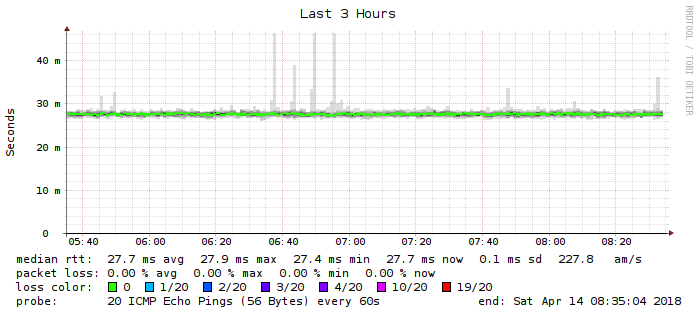 Last 3 Hours
RRDTOOL / TOBI OETIKER
Seconds
40 m
30 m
20 m
10 m
0
05:40 06:00 06:20 06:40 07:00 07:20 07:40 08:00 08:20
median rtt: 27.7 ms avg 27.9 ms max 27.4 ms min 27.7 ms now 0.1 ms sd 227.8 am/s
packet loss: 0.00 % avg 0.00 % max 0.00 % min 0.00 % now
loss color: 0 1/20 2/20 3/20 4/20 10/20 19/20
probe: 20 ICMP Echo Pings (56 Bytes) every 60s end: Sat Apr 14 08:35:04 2018